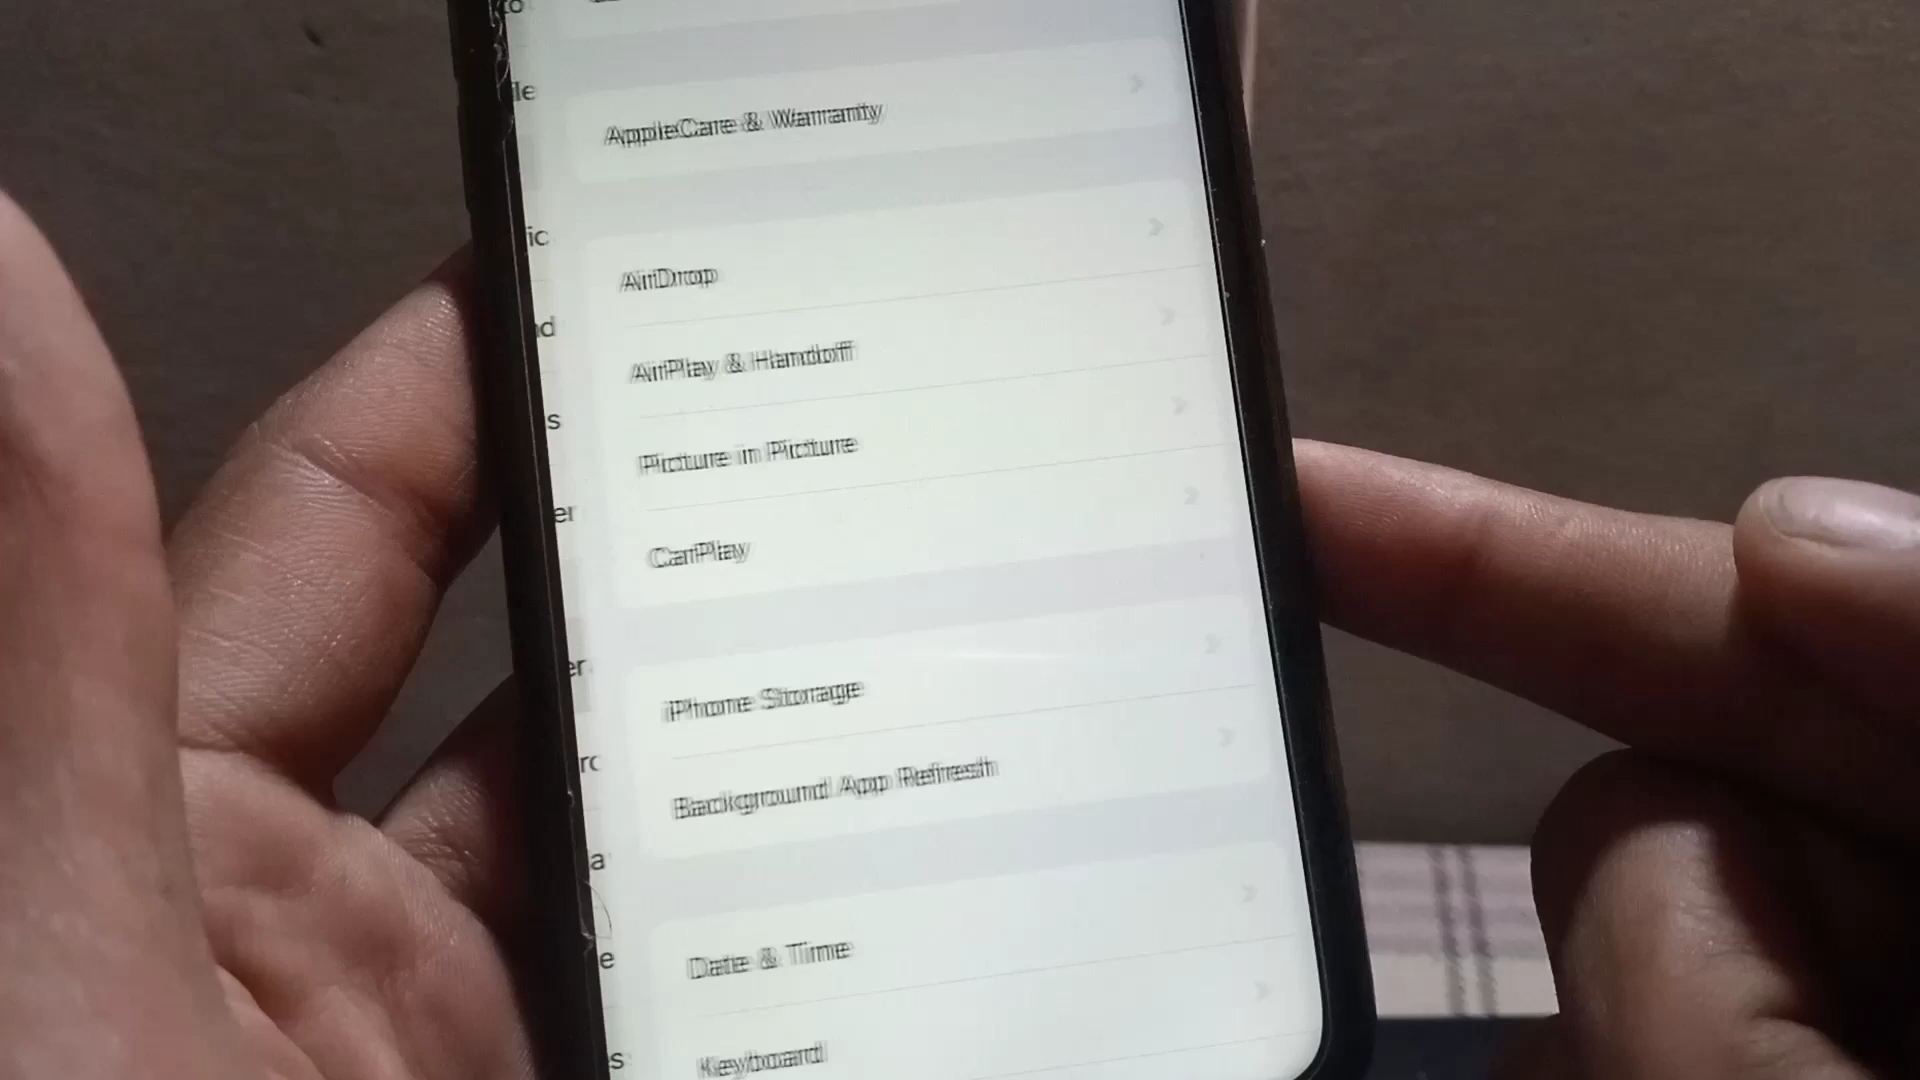 AppleCare & Warranty
AirDrop
AirPlay & Handoff
Picture in Picture
CarPlay
iPhone Storage
Background App Refresh
Date & Time
Keyboard